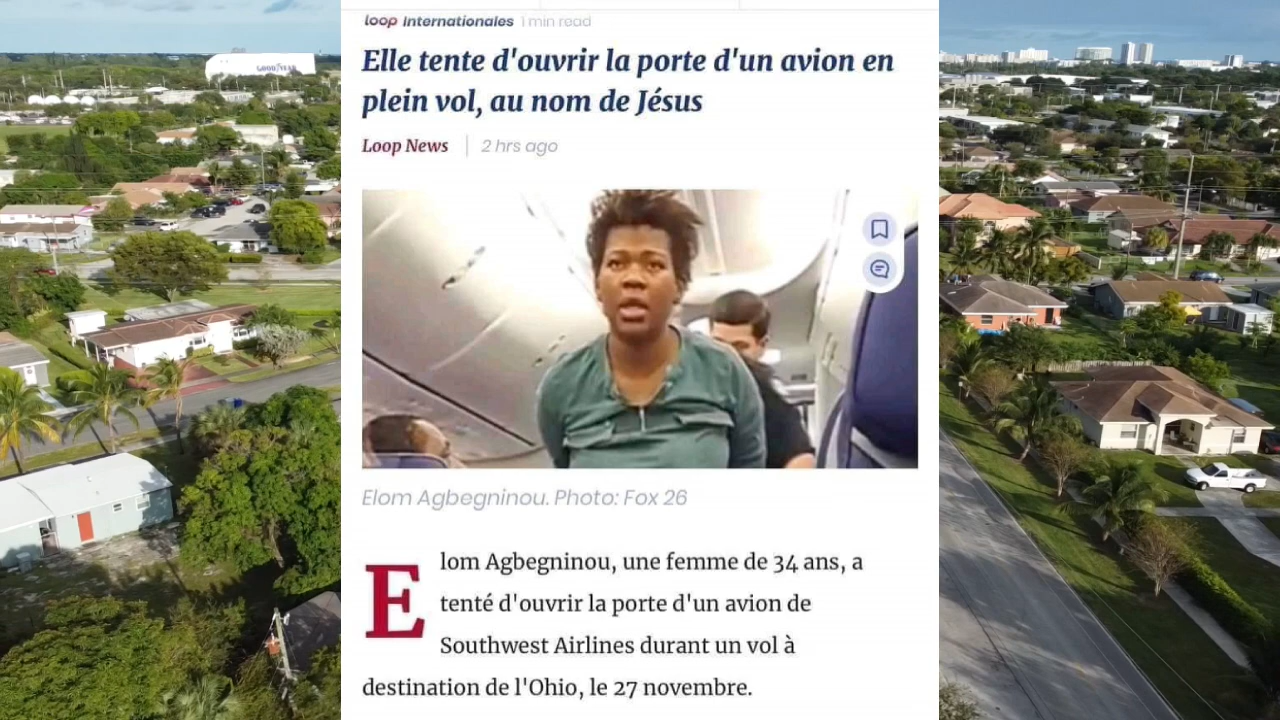 loop Internationales 1 min read
Elle tente d'ouvrir la porte d'un avion en
plein vol, au nom de Jésus
Loop News 2 hrs ago
Elom Agbegninou. Photo: Fox 26
Elom Agbegninou, une femme de 34 ans, a
tenté d'ouvrir la porte d'un avion de
Southwest Airlines durant un vol à
destination de l'Ohio, le 27 novembre.
GOODYEAR